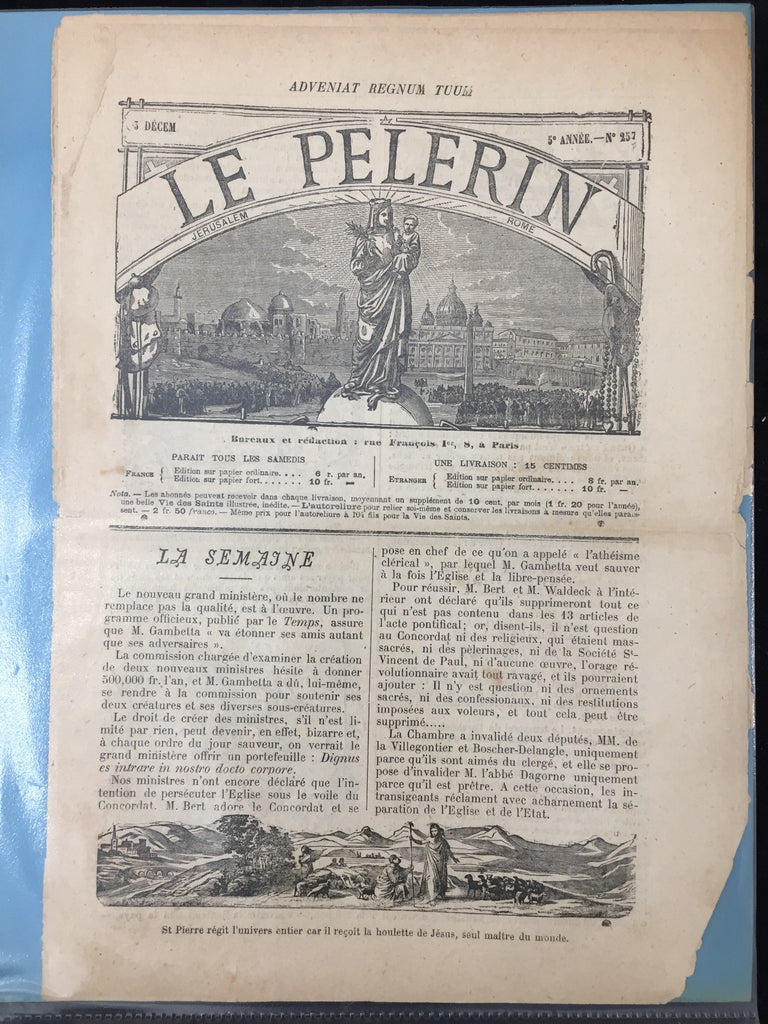 ADVENIAT REGNUM TUUM
3 DÉCEM
5e ANNÉE.—No 257
LE PELERIN
JERUSALEM
ROME
Bureaux et rédaction : rue François Ier, 8, à Paris
PARAIT TOUS LES SAMEDIS
FRANCE { Edition sur papier ordinaire.... 6 r. par an.
Edition sur papier fort....... 10 fr. —
UNE LIVRAISON : 15 CENTIMES
ETRANGER { Edition sur papier ordinaire.... 8 fr. par an.
Edition sur papier fort........ 10 fr. —
Nota. — Les abonnés peuvent recevoir dans chaque livraison, moyennant un supplément de 10 cent. par mois (1 fr. 20 pour l'année),
une belle Vie des Saints illustrée, inédite. — L'autoreliure pour relier soi-même et conserver les livraisons à mesure qu'elles parais-
sent. — 2 fr. 50 franco. — Même prix pour l'autoreliure à 104 fils pour la Vie des Saints.
LA SEMAINE
Le nouveau grand ministère, où le nombre ne
remplace pas la qualité, est à l'œuvre. Un pro-
gramme officieux, publié par le Temps, assure
que M. Gambetta « va étonner ses amis autant
que ses adversaires ».
La commission chargée d'examiner la création
de deux nouveaux ministres hésite à donner
500,000 fr. l'an, et M. Gambetta a dû, lui-même,
se rendre à la commission pour soutenir ses
deux créatures et ses diverses sous-créatures.
Le droit de créer des ministres, s'il n'est li-
mité par rien, peut devenir, en effet, bizarre et,
à chaque ordre du jour sauveur, on verrait le
grand ministère offrir un portefeuille : Dignus
es intrare in nostro docto corpore.
Nos ministres n'ont encore déclaré que l'in-
tention de persécuter l'Eglise sous le voile du
Concordat. M. Bert adore le Concordat et se
pose en chef de ce qu'on a appelé « l'athéisme
clérical », par lequel M. Gambetta veut sauver
à la fois l'Eglise et la libre-pensée.
Pour réussir, M. Bert et M. Waldeck à l'inté-
rieur ont déclaré qu'ils supprimeront tout ce
qui n'est pas contenu dans les 13 articles de
l'acte pontifical; or, disent-ils, il n'est question
au Concordat ni des religieux, qui étaient mas-
sacrés, ni des pèlerinages, ni de la Société St-
Vincent de Paul, ni d'aucune œuvre, l'orage ré-
volutionnaire avait tout ravagé, et ils pourraient
ajouter : Il n'y est question ni des ornements
sacrés, ni des confessionaux, ni des restitutions
imposées aux voleurs, et tout cela peut être
supprimé.....
La Chambre a invalidé deux députés, MM. de
la Villegontier et Boscher-Delangle, uniquement
parce qu'ils sont aimés du clergé, et elle se pro-
pose d'invalider M. l'abbé Dagorne uniquement
parce qu'il est prêtre. A cette occasion, les in-
transigeants réclament avec acharnement la sé-
paration de l'Eglise et de l'Etat.
St Pierre régit l'univers entier car il reçoit la houlette de Jésus, seul maître du monde.